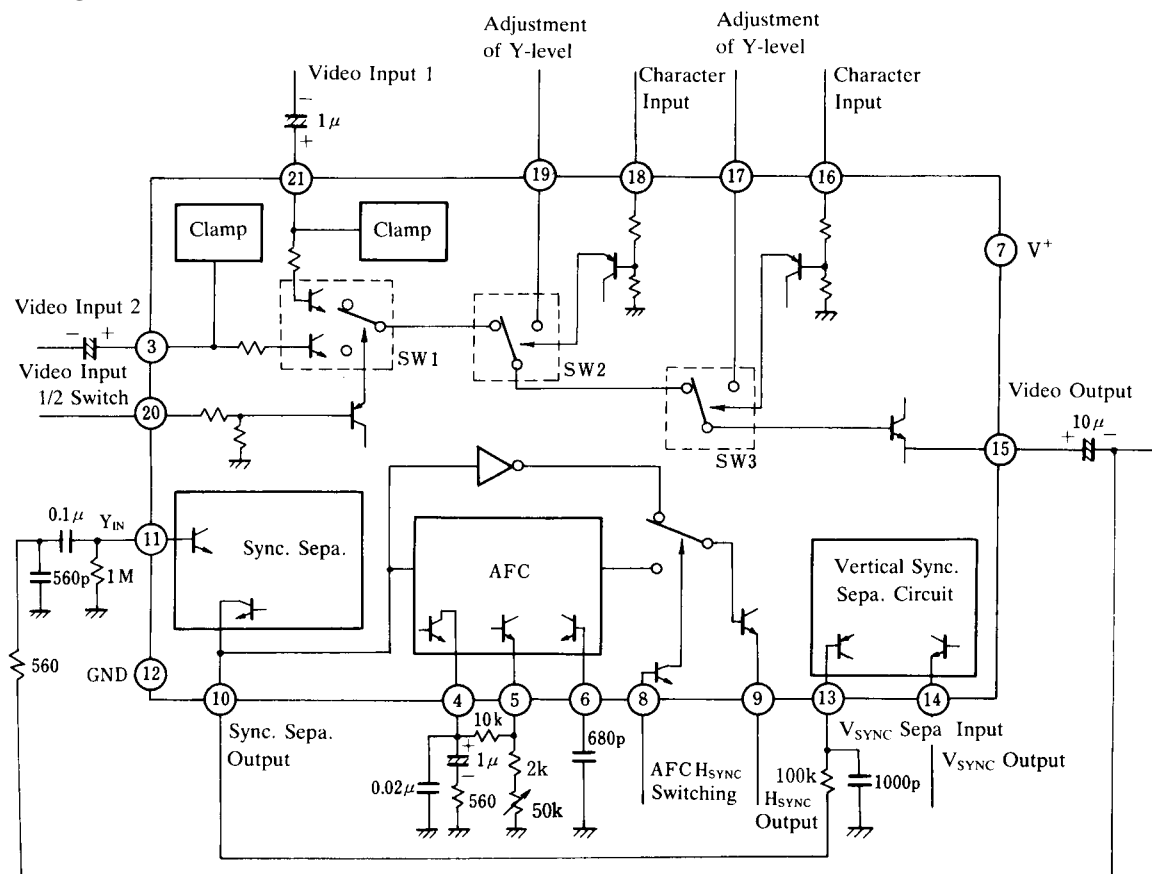 Adjustment
of Y-level
Adjustment
of Y-level
Video Input 1
Character
Input
Character
Input
−
1μ
+
21
19
18
17
16
Clamp
Clamp
7 V+
Video Input 2
− +
3
SW1
SW2
Video Input
1/2 Switch
20
Video Output
10μ
+ −
15
SW3
0.1μ
YIN
11
560p
1M
Sync. Sepa.
AFC
Vertical Sync.
Sepa. Circuit
560
GND 12
10
4
5
6
8
9
13
14
Sync. Sepa.
Output
10k
+
1μ
−
0.02μ
560
2k
50k
680p
AFC HSYNC
Switching
HSYNC
Output
VSYNC Sepa Input
VSYNC Output
100k
1000p